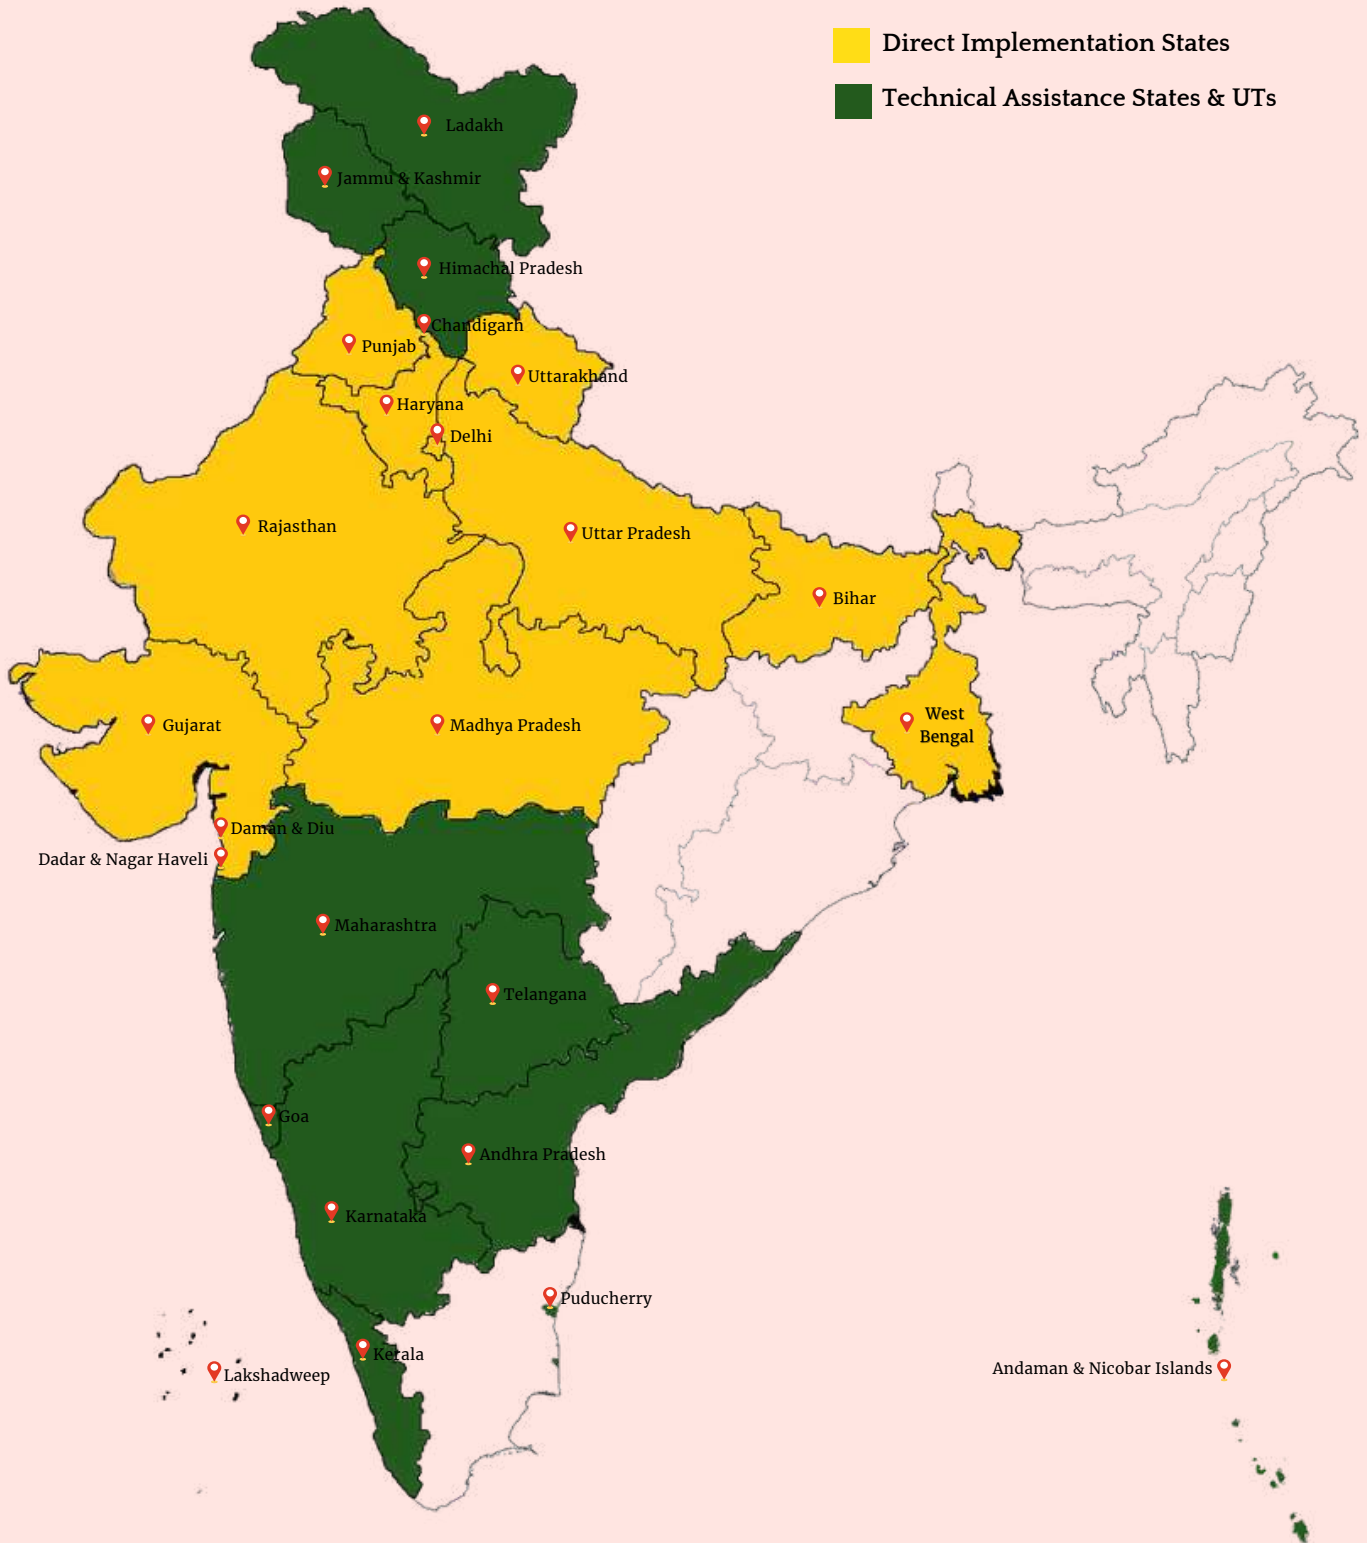 Direct Implementation States
Technical Assistance States & UTs
Ladakh
Jammu & Kashmir
Himachal Pradesh
Chandigarh
Punjab
Uttarakhand
Haryana
Delhi
Rajasthan
Uttar Pradesh
Bihar
Gujarat
Madhya Pradesh
West
Bengal
Daman & Diu
Dadar & Nagar Haveli
Maharashtra
Telangana
Goa
Andhra Pradesh
Karnataka
Puducherry
Kerala
Lakshadweep
Andaman & Nicobar Islands